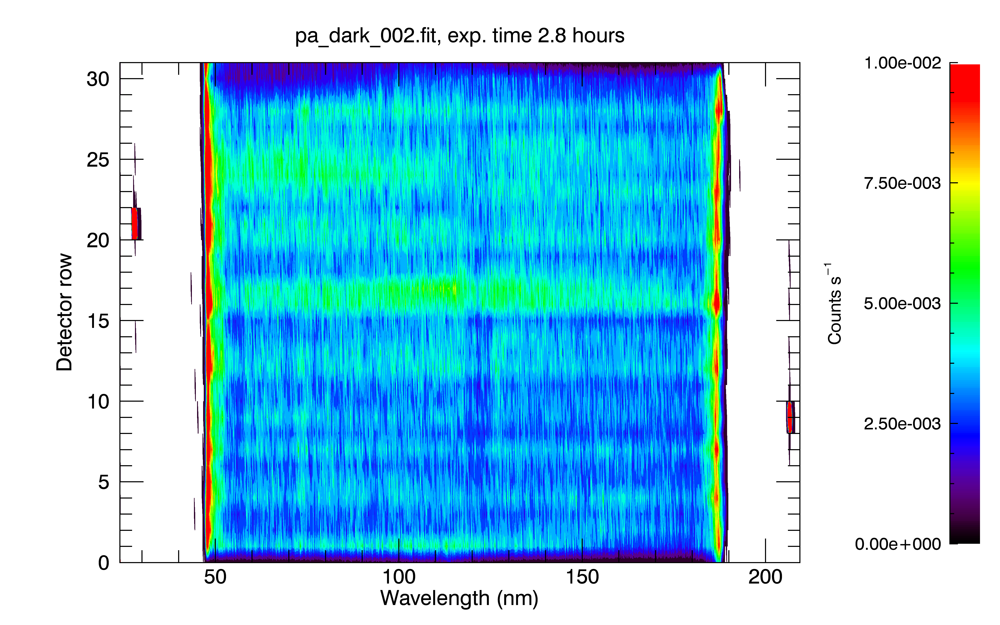 pa_dark_002.fit, exp. time 2.8 hours
30
25
20
15
10
5
0
Detector row
50 100 150 200
Wavelength (nm)
1.00e-002
7.50e-003
5.00e-003
2.50e-003
0.00e+000
Counts s⁻¹